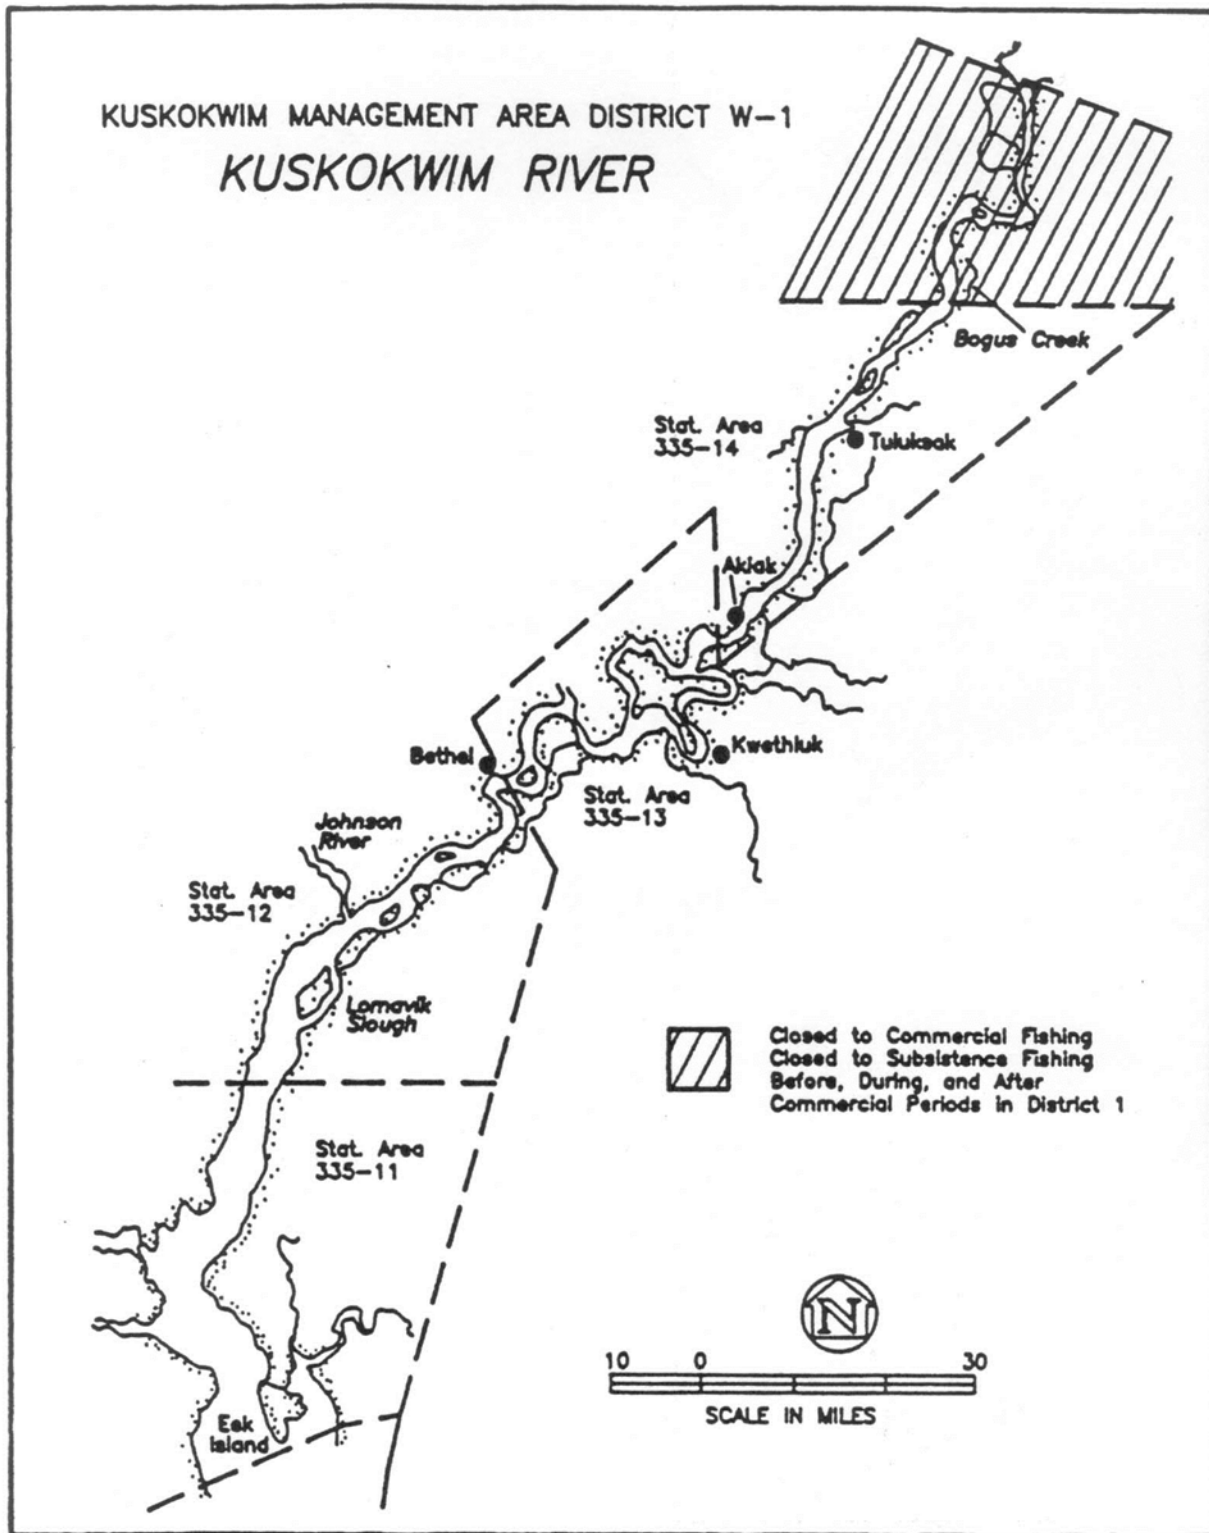 KUSKOKWIM MANAGEMENT AREA DISTRICT W-1
KUSKOKWIM RIVER
Bogus Creek
Stat. Area
335-14
Tuluksak
Akiak
Bethel
Kwethluk
Stat. Area
335-13
Johnson
River
Stat. Area
335-12
Lomavik
Slough
Closed to Commercial Fishing
Closed to Subsistence Fishing
Before, During, and After
Commercial Periods in District 1
Stat. Area
335-11
N
10 0 30
SCALE IN MILES
Eek
Island